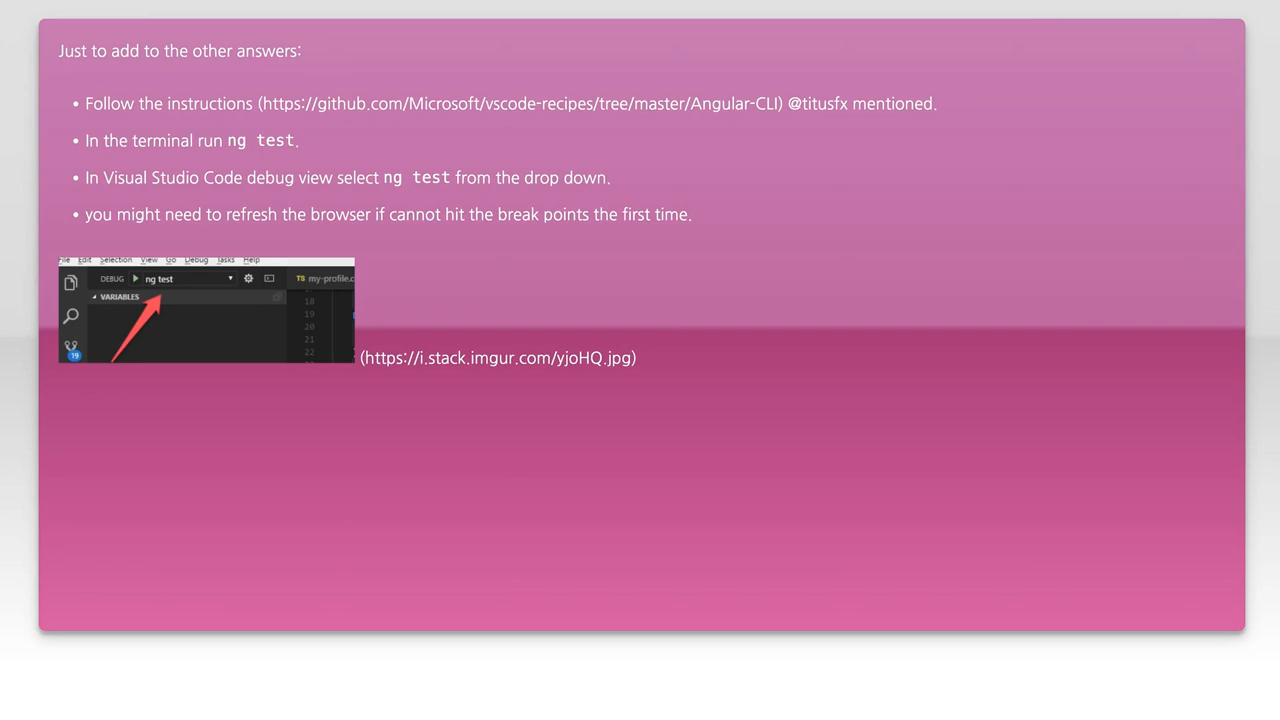 Just to add to the other answers:
• Follow the instructions (https://github.com/Microsoft/vscode-recipes/tree/master/Angular-CLI) @titusfx mentioned.
• In the terminal run ng test.
• In Visual Studio Code debug view select ng test from the drop down.
• you might need to refresh the browser if cannot hit the break points the first time.
File Edit Selection View Go Debug Tasks Help
DEBUG ng test TS my-profile.c
VARIABLES
18
19
20
21
22
19
(https://i.stack.imgur.com/yjoHQ.jpg)